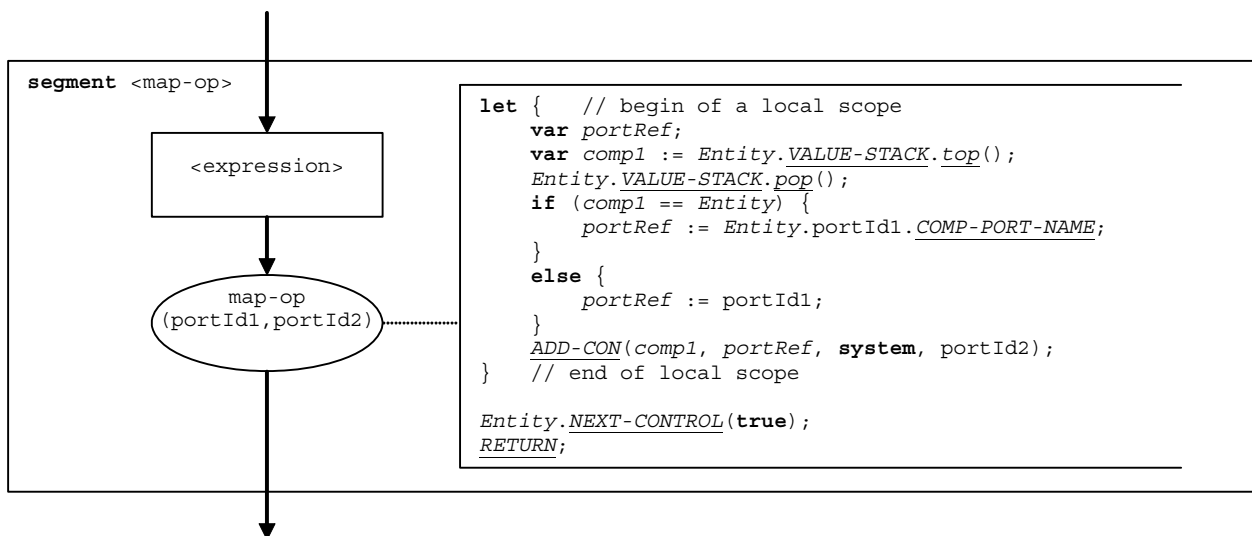 segment <map-op>
<expression>
map-op
(portId1,portId2)
let {   // begin of a local scope
    var portRef;
    var comp1 := Entity.VALUE-STACK.top();
    Entity.VALUE-STACK.pop();
    if (comp1 == Entity) {
        portRef := Entity.portId1.COMP-PORT-NAME;
    }
    else {
        portRef := portId1;
    }
    ADD-CON(comp1, portRef, system, portId2);
}   // end of local scope
Entity.NEXT-CONTROL(true);
RETURN;